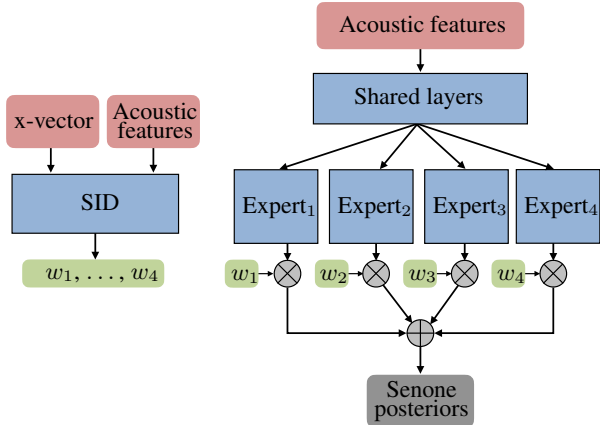 x-vector
Acoustic
features
SID
w₁, . . . , w₄
Acoustic features
Shared layers
Expert₁ Expert₂ Expert₃ Expert₄
w₁ w₂ w₃ w₄
Senone
posteriors